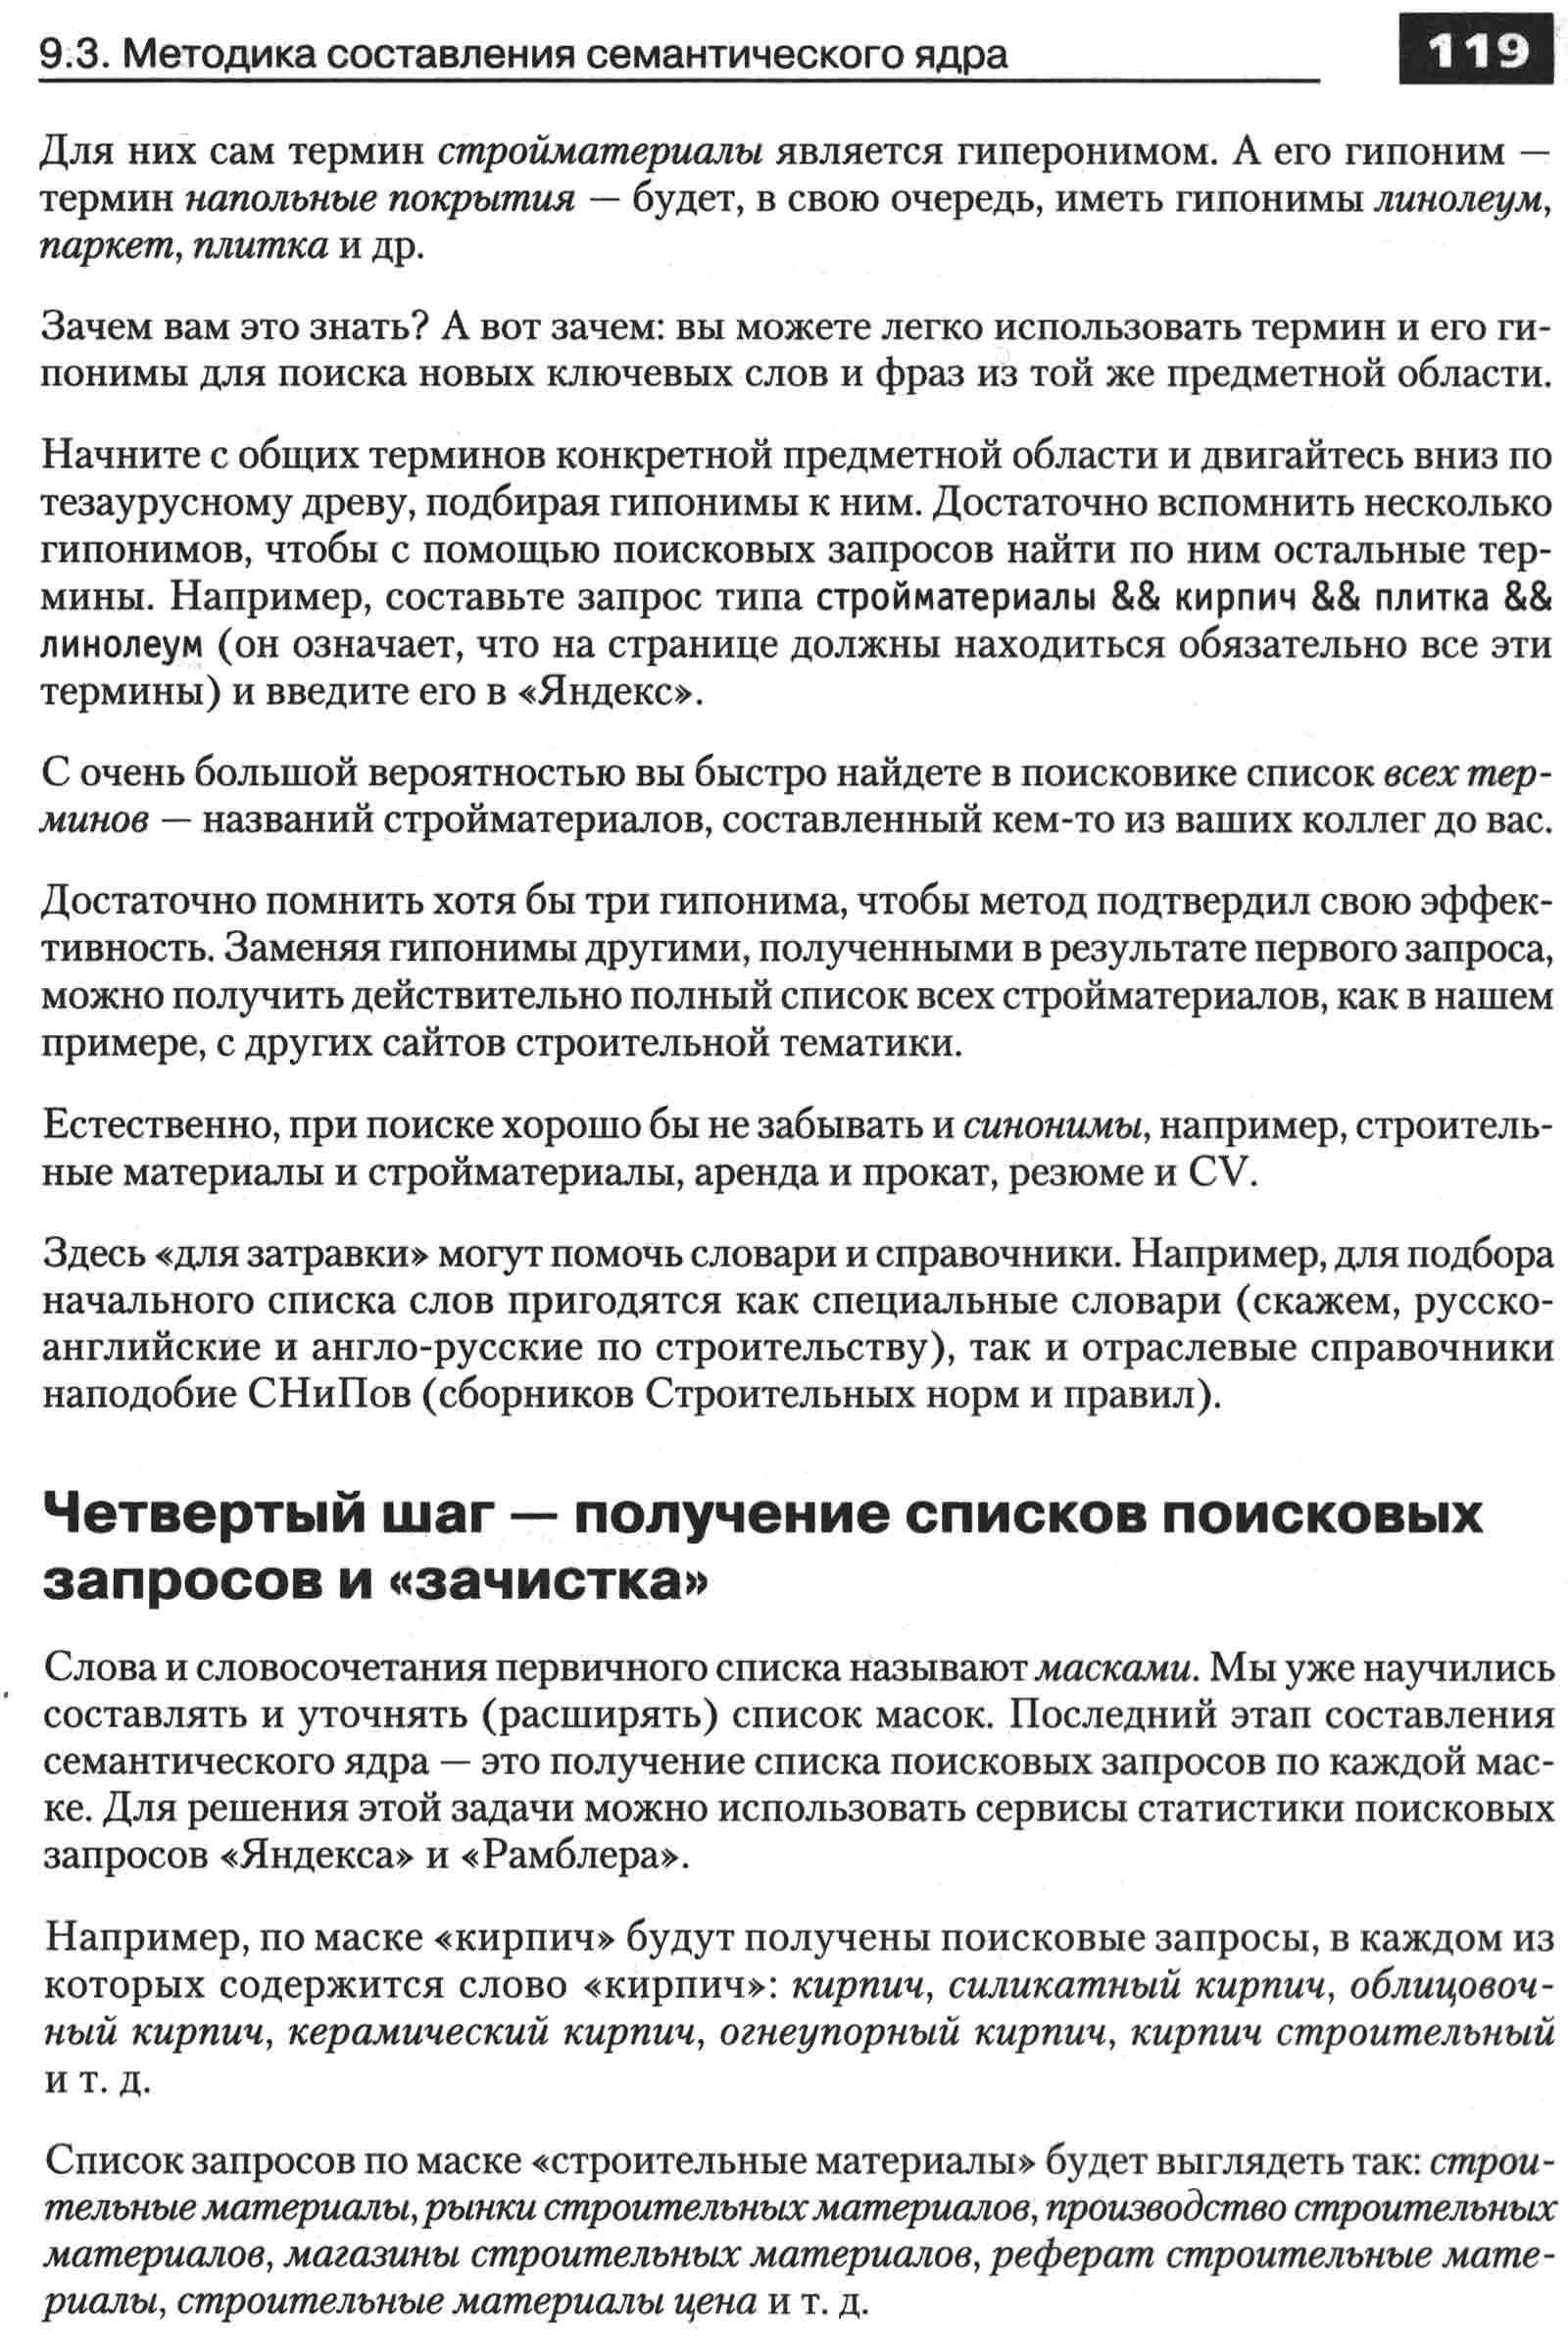 9.3. Методика составления семантического ядра
119
Для них сам термин стройматериалы является гиперонимом. А его гипоним —
термин напольные покрытия — будет, в свою очередь, иметь гипонимы линолеум,
паркет, плитка и др.
Зачем вам это знать? А вот зачем: вы можете легко использовать термин и его ги-
понимы для поиска новых ключевых слов и фраз из той же предметной области.
Начните с общих терминов конкретной предметной области и двигайтесь вниз по
тезаурусному древу, подбирая гипонимы к ним. Достаточно вспомнить несколько
гипонимов, чтобы с помощью поисковых запросов найти по ним остальные тер-
мины. Например, составьте запрос типа стройматериалы && кирпич && плитка &&
линолеум (он означает, что на странице должны находиться обязательно все эти
термины) и введите его в «Яндекс».
С очень большой вероятностью вы быстро найдете в поисковике список всех тер-
минов — названий стройматериалов, составленный кем-то из ваших коллег до вас.
Достаточно помнить хотя бы три гипонима, чтобы метод подтвердил свою эффек-
тивность. Заменяя гипонимы другими, полученными в результате первого запроса,
можно получить действительно полный список всех стройматериалов, как в нашем
примере, с других сайтов строительной тематики.
Естественно, при поиске хорошо бы не забывать и синонимы, например, строитель-
ные материалы и стройматериалы, аренда и прокат, резюме и CV.
Здесь «для затравки» могут помочь словари и справочники. Например, для подбора
начального списка слов пригодятся как специальные словари (скажем, русско-
английские и англо-русские по строительству), так и отраслевые справочники
наподобие СНиПов (сборников Строительных норм и правил).
Четвертый шаг — получение списков поисковых
запросов и «зачистка»
Слова и словосочетания первичного списка называют масками. Мы уже научились
составлять и уточнять (расширять) список масок. Последний этап составления
семантического ядра — это получение списка поисковых запросов по каждой мас-
ке. Для решения этой задачи можно использовать сервисы статистики поисковых
запросов «Яндекса» и «Рамблера».
Например, по маске «кирпич» будут получены поисковые запросы, в каждом из
которых содержится слово «кирпич»: кирпич, силикатный кирпич, облицовоч-
ный кирпич, керамический кирпич, огнеупорный кирпич, кирпич строительный
и т. д.
Список запросов по маске «строительные материалы» будет выглядеть так: строи-
тельные материалы, рынки строительных материалов, производство строительных
материалов, магазины строительных материалов, реферат строительные мате-
риалы, строительные материалы цена и т. д.